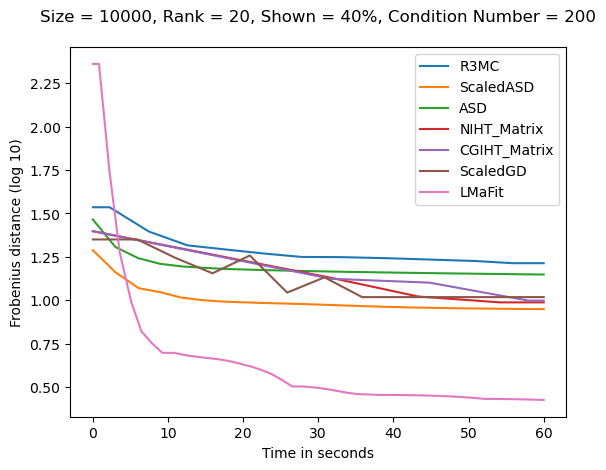 Size = 10000, Rank = 20, Shown = 40%, Condition Number = 200
R3MC
ScaledASD
ASD
NIHT_Matrix
CGIHT_Matrix
ScaledGD
LMaFit
Frobenius distance (log 10)
2.25
2.00
1.75
1.50
1.25
1.00
0.75
0.50
0 10 20 30 40 50 60
Time in seconds